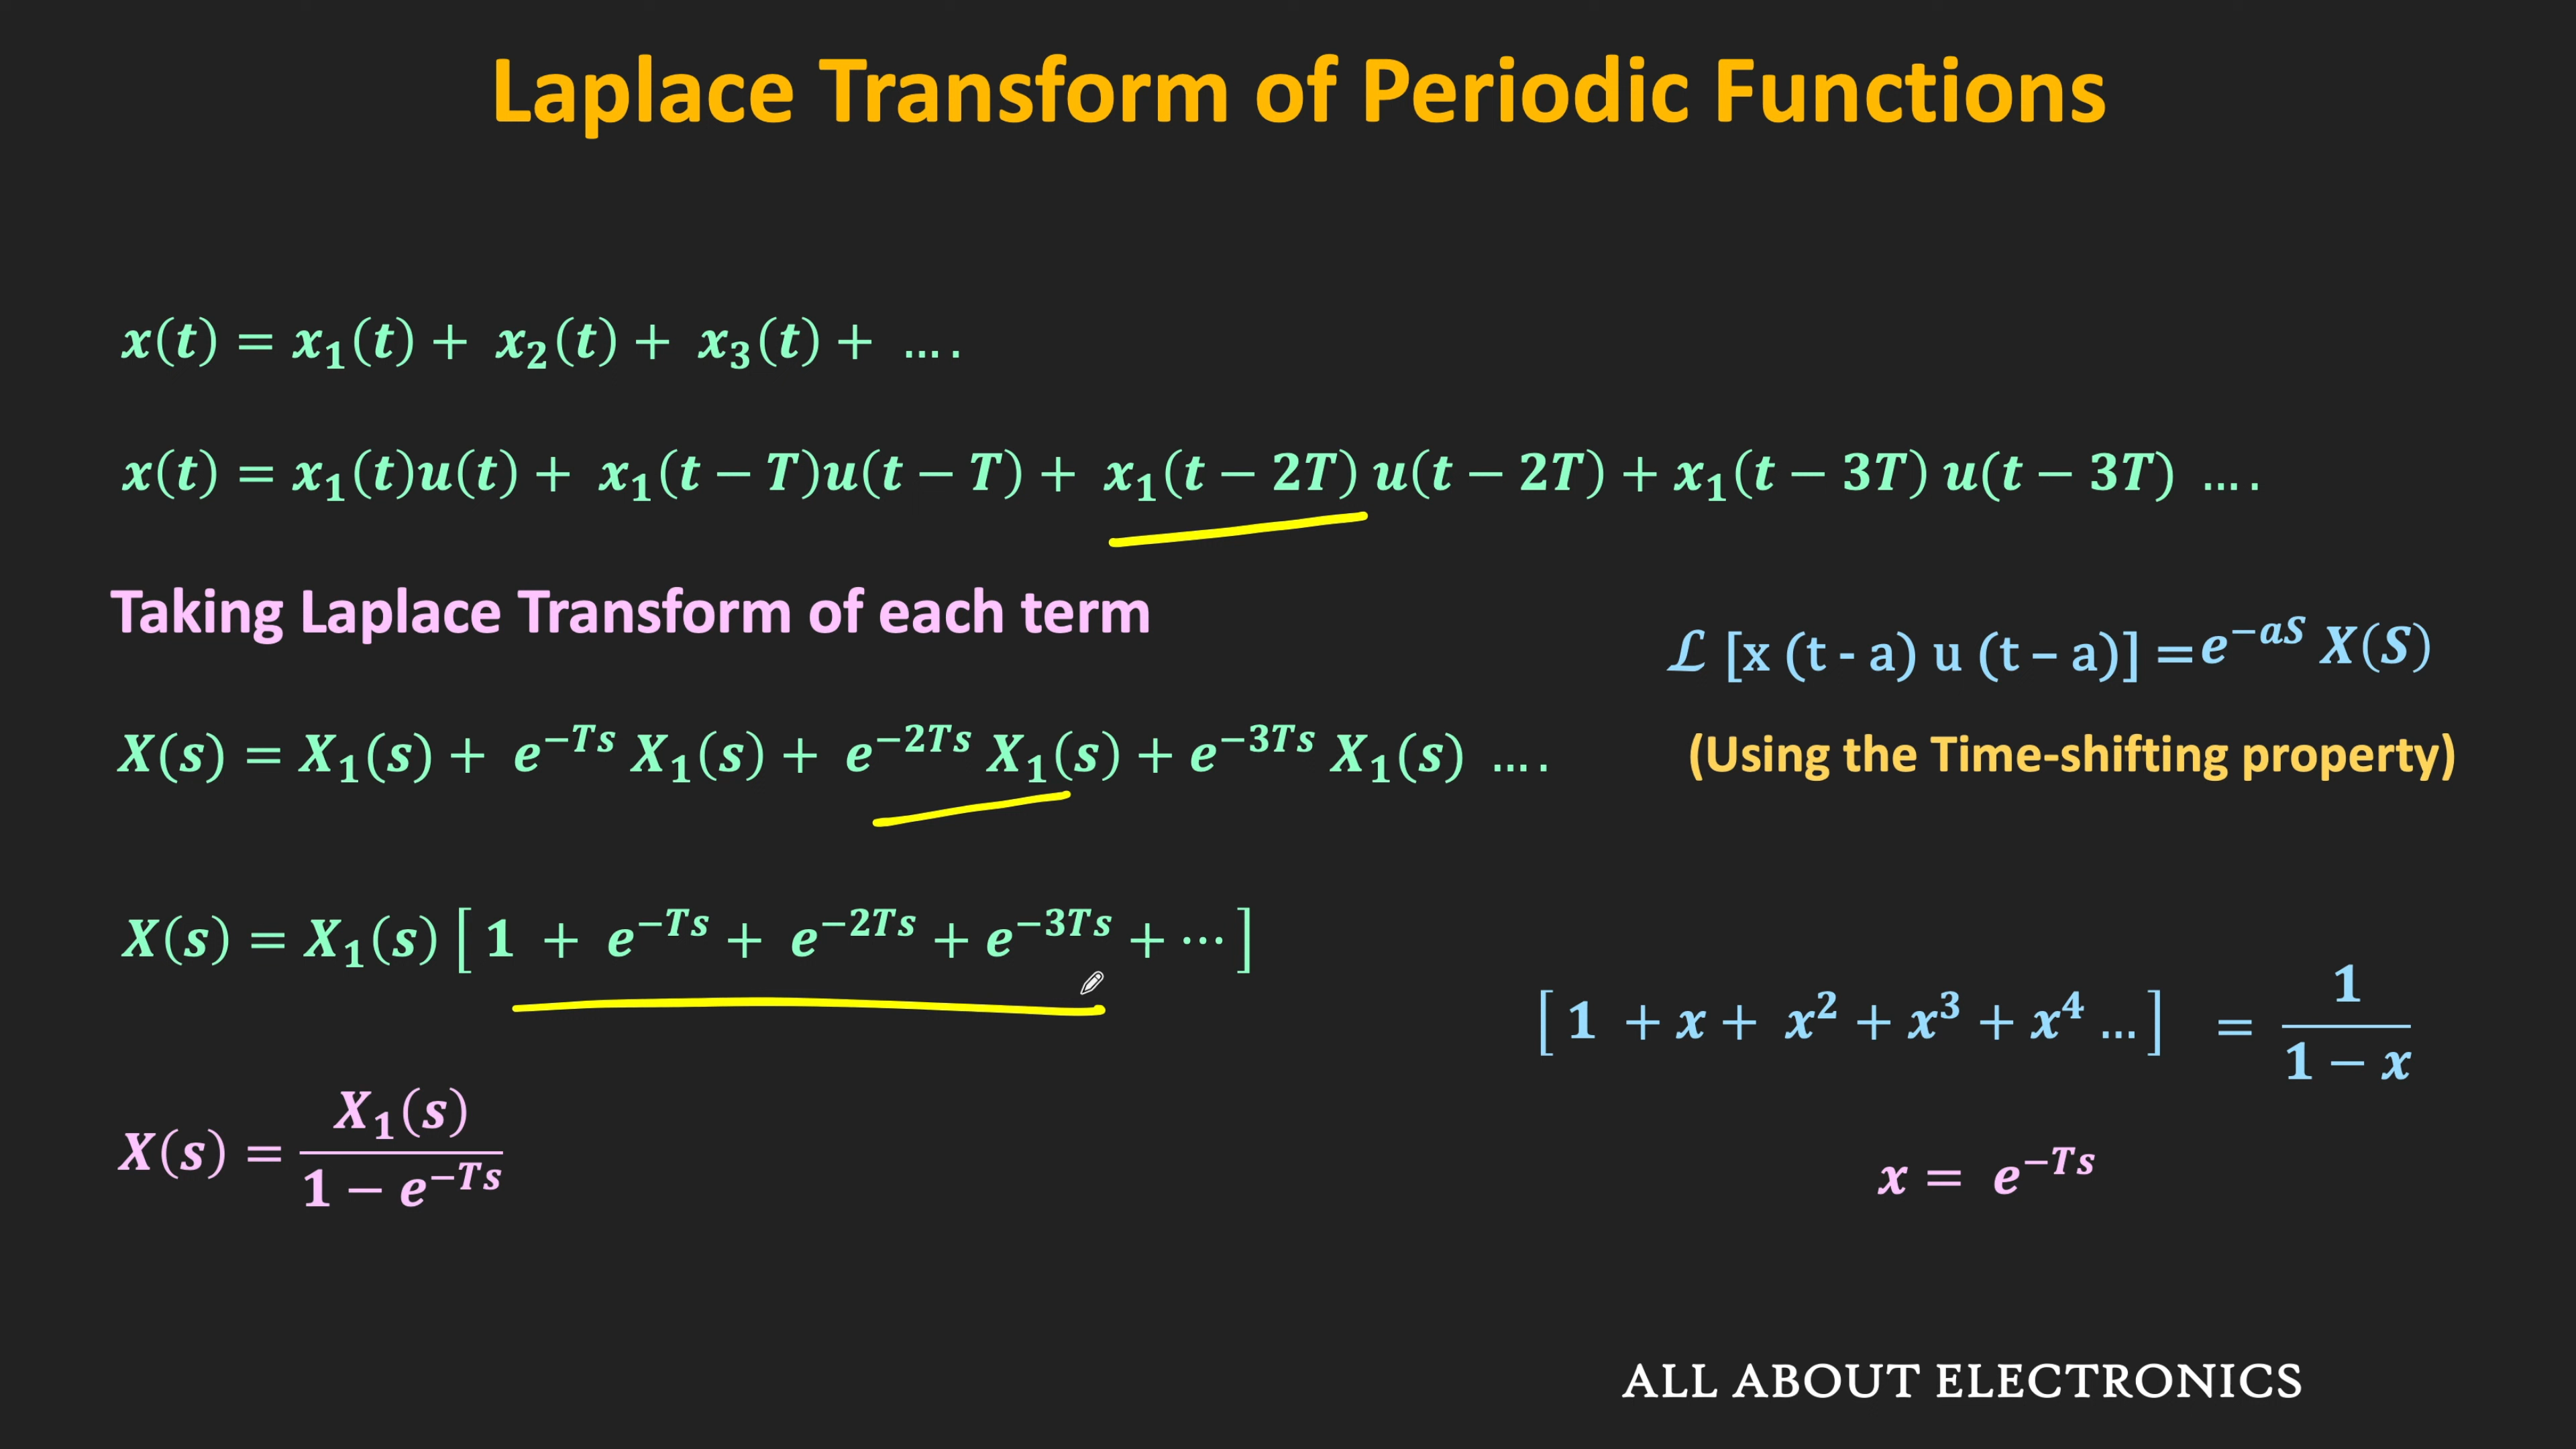 Laplace Transform of Periodic Functions
x(t) = x₁(t) + x₂(t) + x₃(t) + ... .
x(t) = x₁(t)u(t) + x₁(t − T)u(t − T) + x₁(t − 2T) u(t − 2T) + x₁(t − 3T) u(t − 3T) ... .
Taking Laplace Transform of each term
ℒ [x (t - a) u (t – a)] = e^{−aS} X(S)
X(s) = X₁(s) + e^{−Ts} X₁(s) + e^{−2Ts} X₁(s) + e^{−3Ts} X₁(s) ... .
(Using the Time-shifting property)
X(s) = X₁(s) [ 1 + e^{−Ts} + e^{−2Ts} + e^{−3Ts} + ⋯ ]
[ 1 + x + x² + x³ + x⁴ ... ] = \frac{1}{1 − x}
X(s) = \frac{X₁(s)}{1 − e^{−Ts}}
x = e^{−Ts}
ALL ABOUT ELECTRONICS